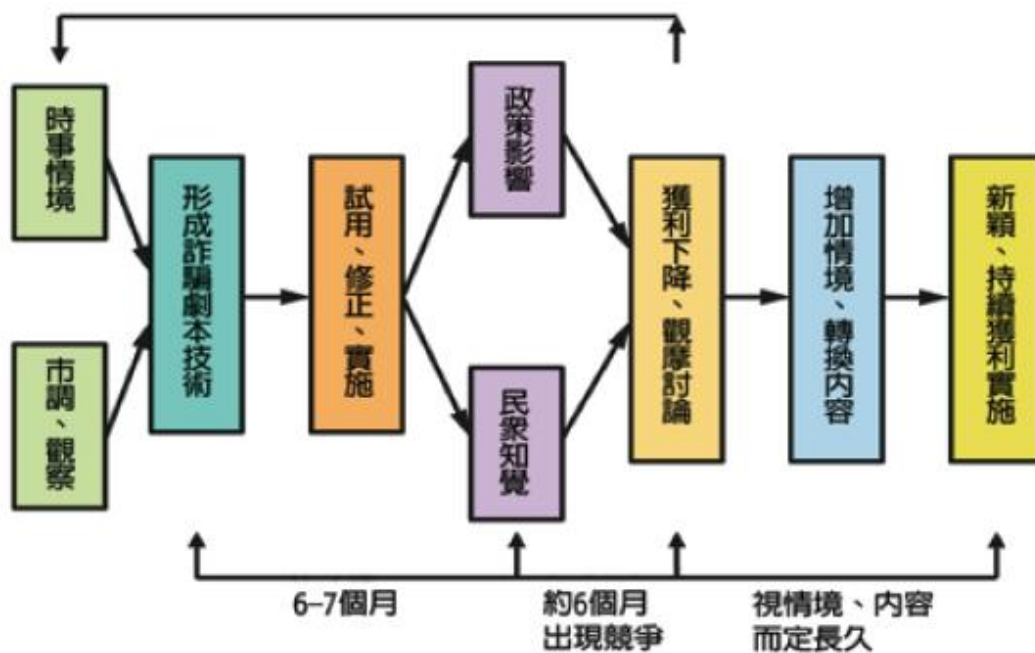 時事情境
市調、觀察
形成詐騙劇本技術
試用、修正、實施
政策影響
民衆知覺
獲利下降、觀摩討論
增加情境、轉換內容
新穎、持續獲利實施
6–7個月
約6個月
出現競爭
視情境、內容
而定長久